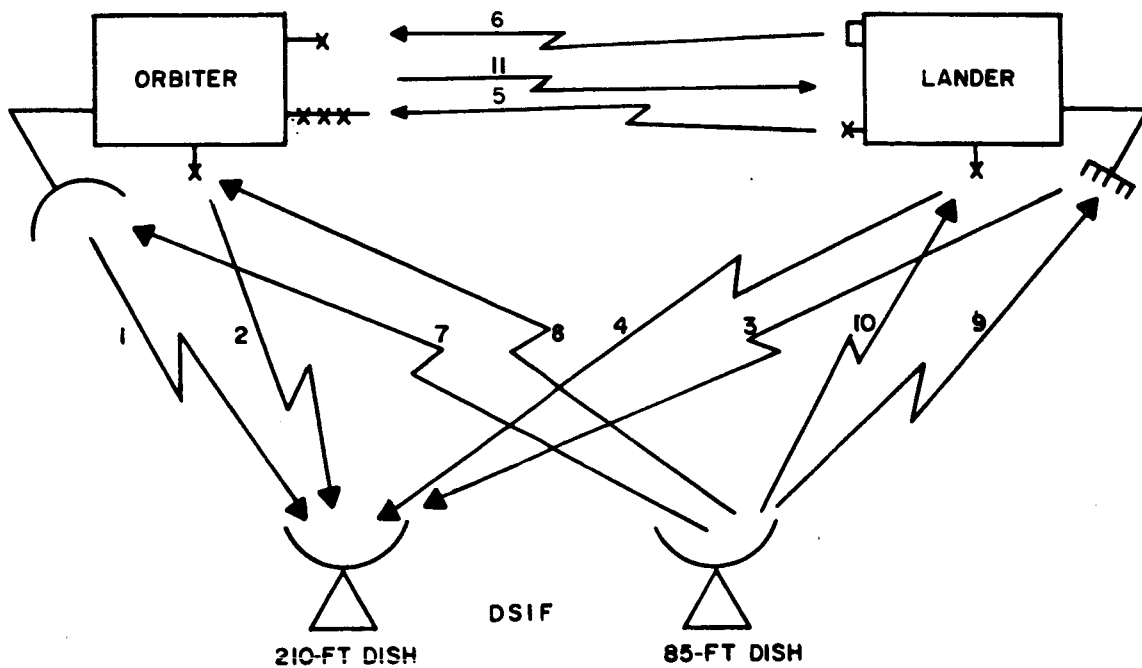 6
ORBITER
11
LANDER
5
1
2
7
8
4
3
10
9
DSIF
210-FT DISH
85-FT DISH